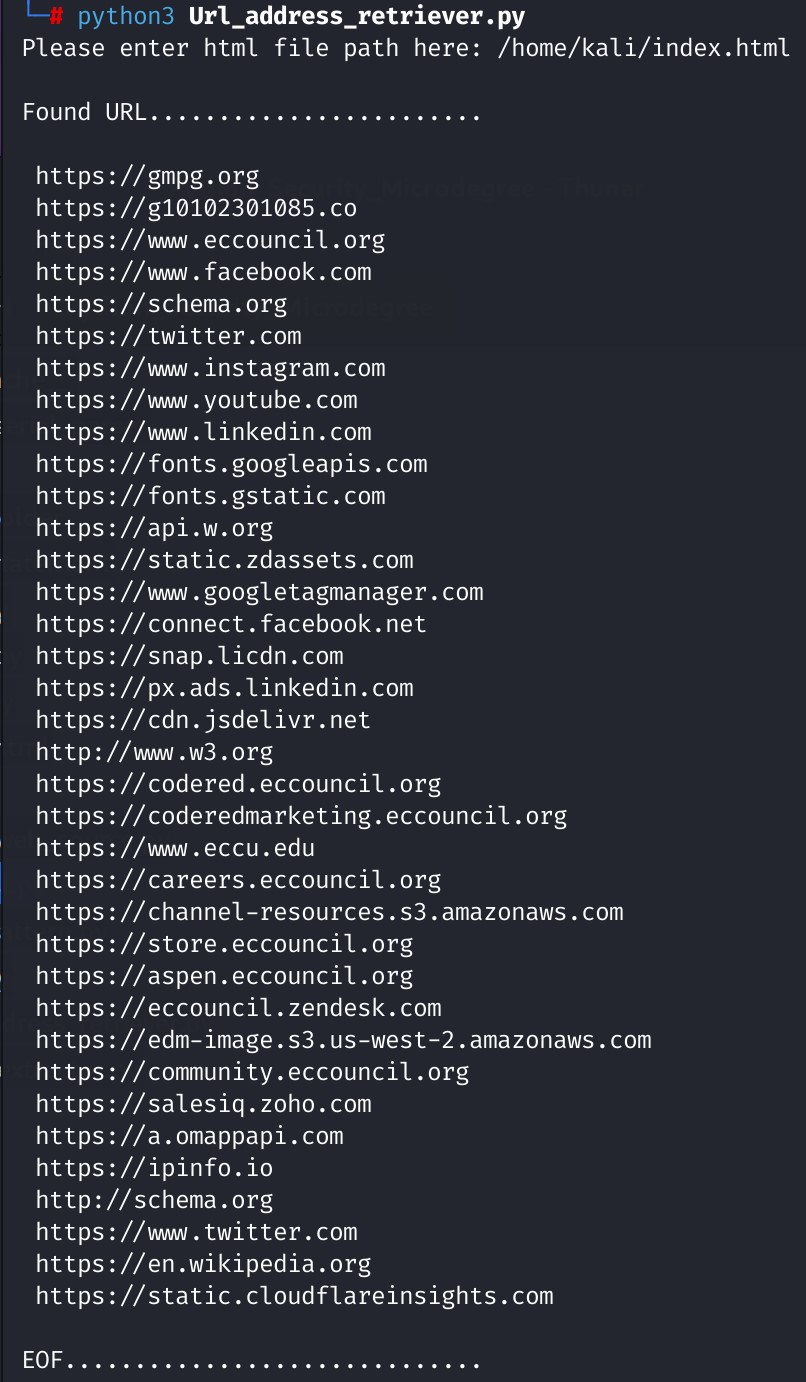 └─# python3 Url_address_retriever.py
Please enter html file path here: /home/kali/index.html
Found URL........................
https://gmpg.org
https://g10102301085.co
https://www.eccouncil.org
https://www.facebook.com
https://schema.org
https://twitter.com
https://www.instagram.com
https://www.youtube.com
https://www.linkedin.com
https://fonts.googleapis.com
https://fonts.gstatic.com
https://api.w.org
https://static.zdassets.com
https://www.googletagmanager.com
https://connect.facebook.net
https://snap.licdn.com
https://px.ads.linkedin.com
https://cdn.jsdelivr.net
http://www.w3.org
https://codered.eccouncil.org
https://coderedmarketing.eccouncil.org
https://www.eccu.edu
https://careers.eccouncil.org
https://channel-resources.s3.amazonaws.com
https://store.eccouncil.org
https://aspen.eccouncil.org
https://eccouncil.zendesk.com
https://edm-image.s3.us-west-2.amazonaws.com
https://community.eccouncil.org
https://salesiq.zoho.com
https://a.omappapi.com
https://ipinfo.io
http://schema.org
https://www.twitter.com
https://en.wikipedia.org
https://static.cloudflareinsights.com
EOF..............................